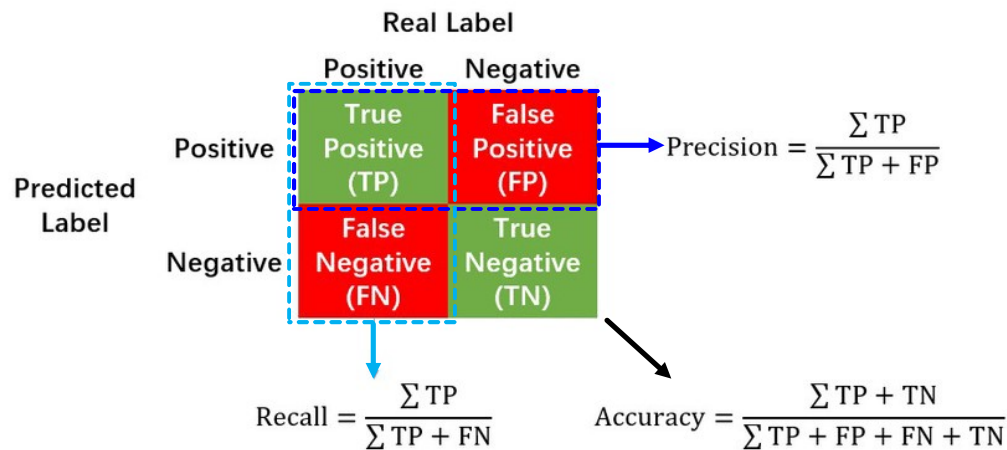 Real Label
Positive Negative
True Positive (TP)
False Positive (FP)
Positive
Precision = ∑ TP / ∑ TP + FP
Predicted Label
False Negative (FN)
True Negative (TN)
Negative
Recall = ∑ TP / ∑ TP + FN
Accuracy = ∑ TP + TN / ∑ TP + FP + FN + TN